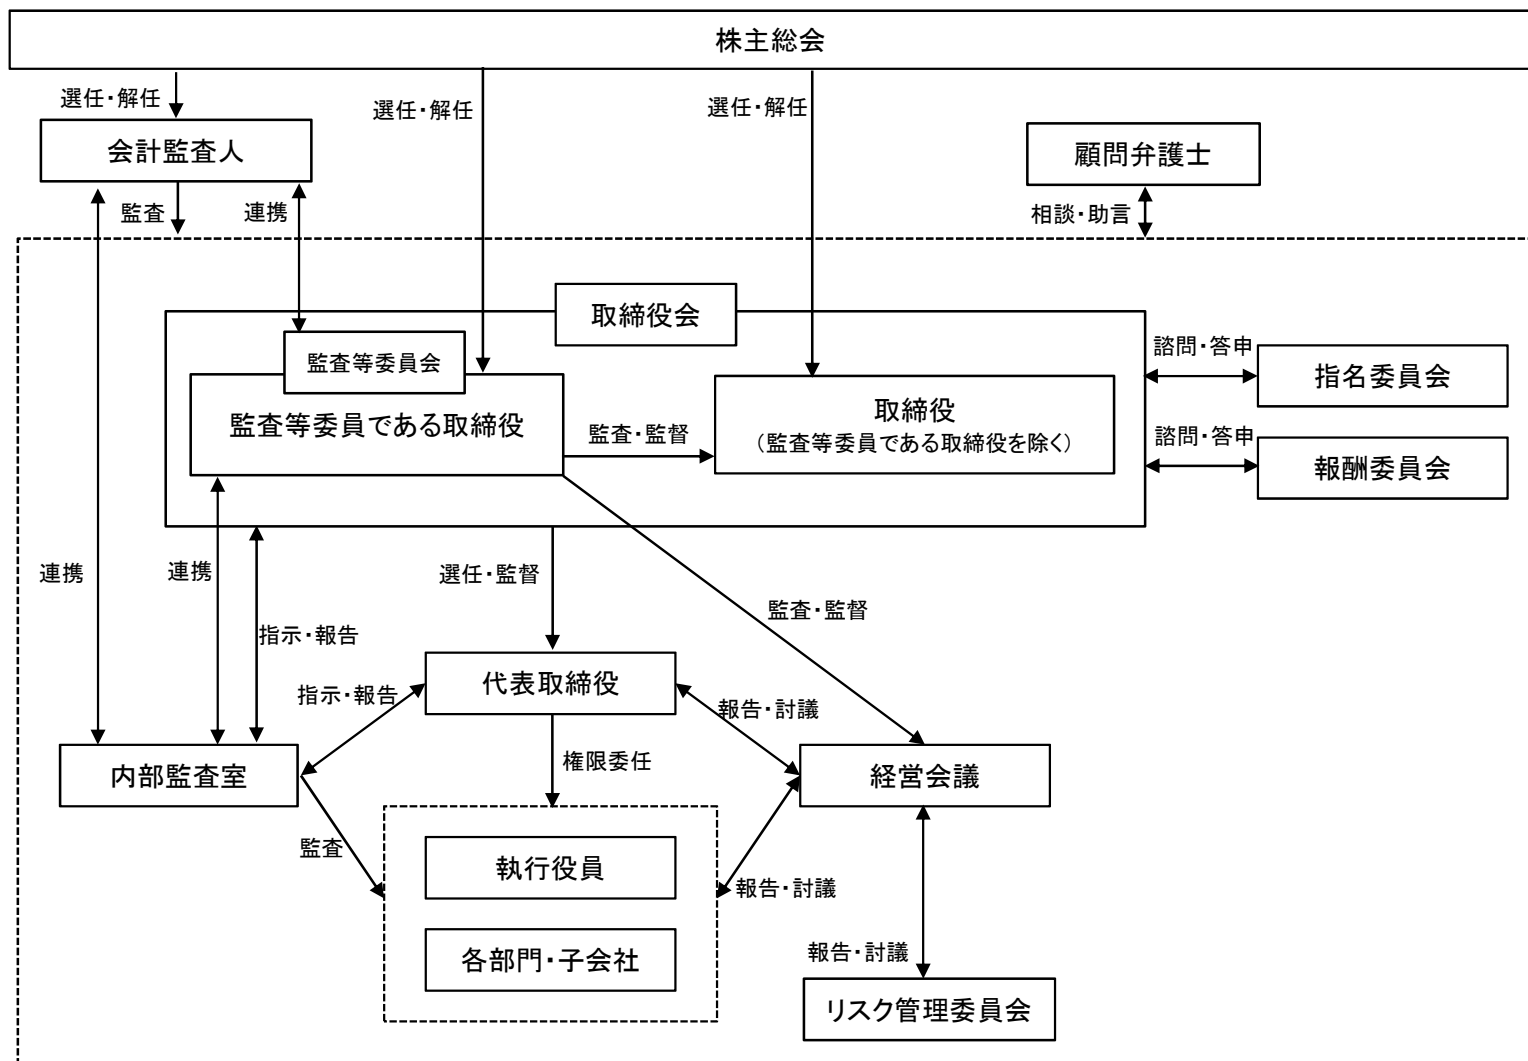 株主総会
選任・解任
選任・解任
選任・解任
会計監査人
顧問弁護士
監査
連携
相談・助言
取締役会
監査等委員会
監査等委員である取締役
監査・監督
取締役
（監査等委員である取締役を除く）
諮問・答申
指名委員会
諮問・答申
報酬委員会
連携
連携
選任・監督
監査・監督
指示・報告
代表取締役
指示・報告
報告・討議
内部監査室
権限委任
経営会議
監査
執行役員
報告・討議
各部門・子会社
報告・討議
リスク管理委員会